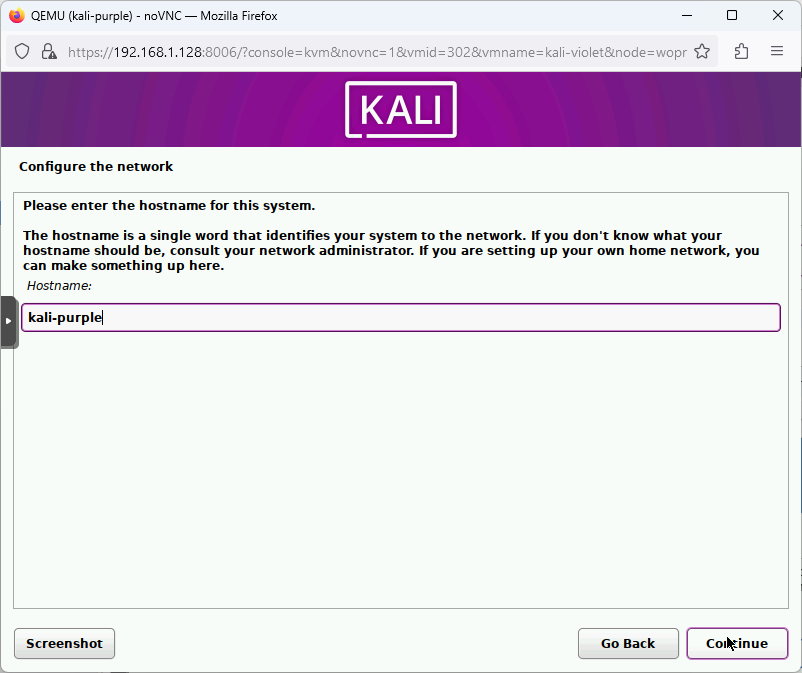 QEMU (kali-purple) - noVNC — Mozilla Firefox
https://192.168.1.128:8006/?console=kvm&novnc=1&vmid=302&vmname=kali-violet&node=wopr
KALI
Configure the network
Please enter the hostname for this system.
The hostname is a single word that identifies your system to the network. If you don't know what your
hostname should be, consult your network administrator. If you are setting up your own home network, you
can make something up here.
Hostname:
kali-purple
Screenshot
Go Back
Continue